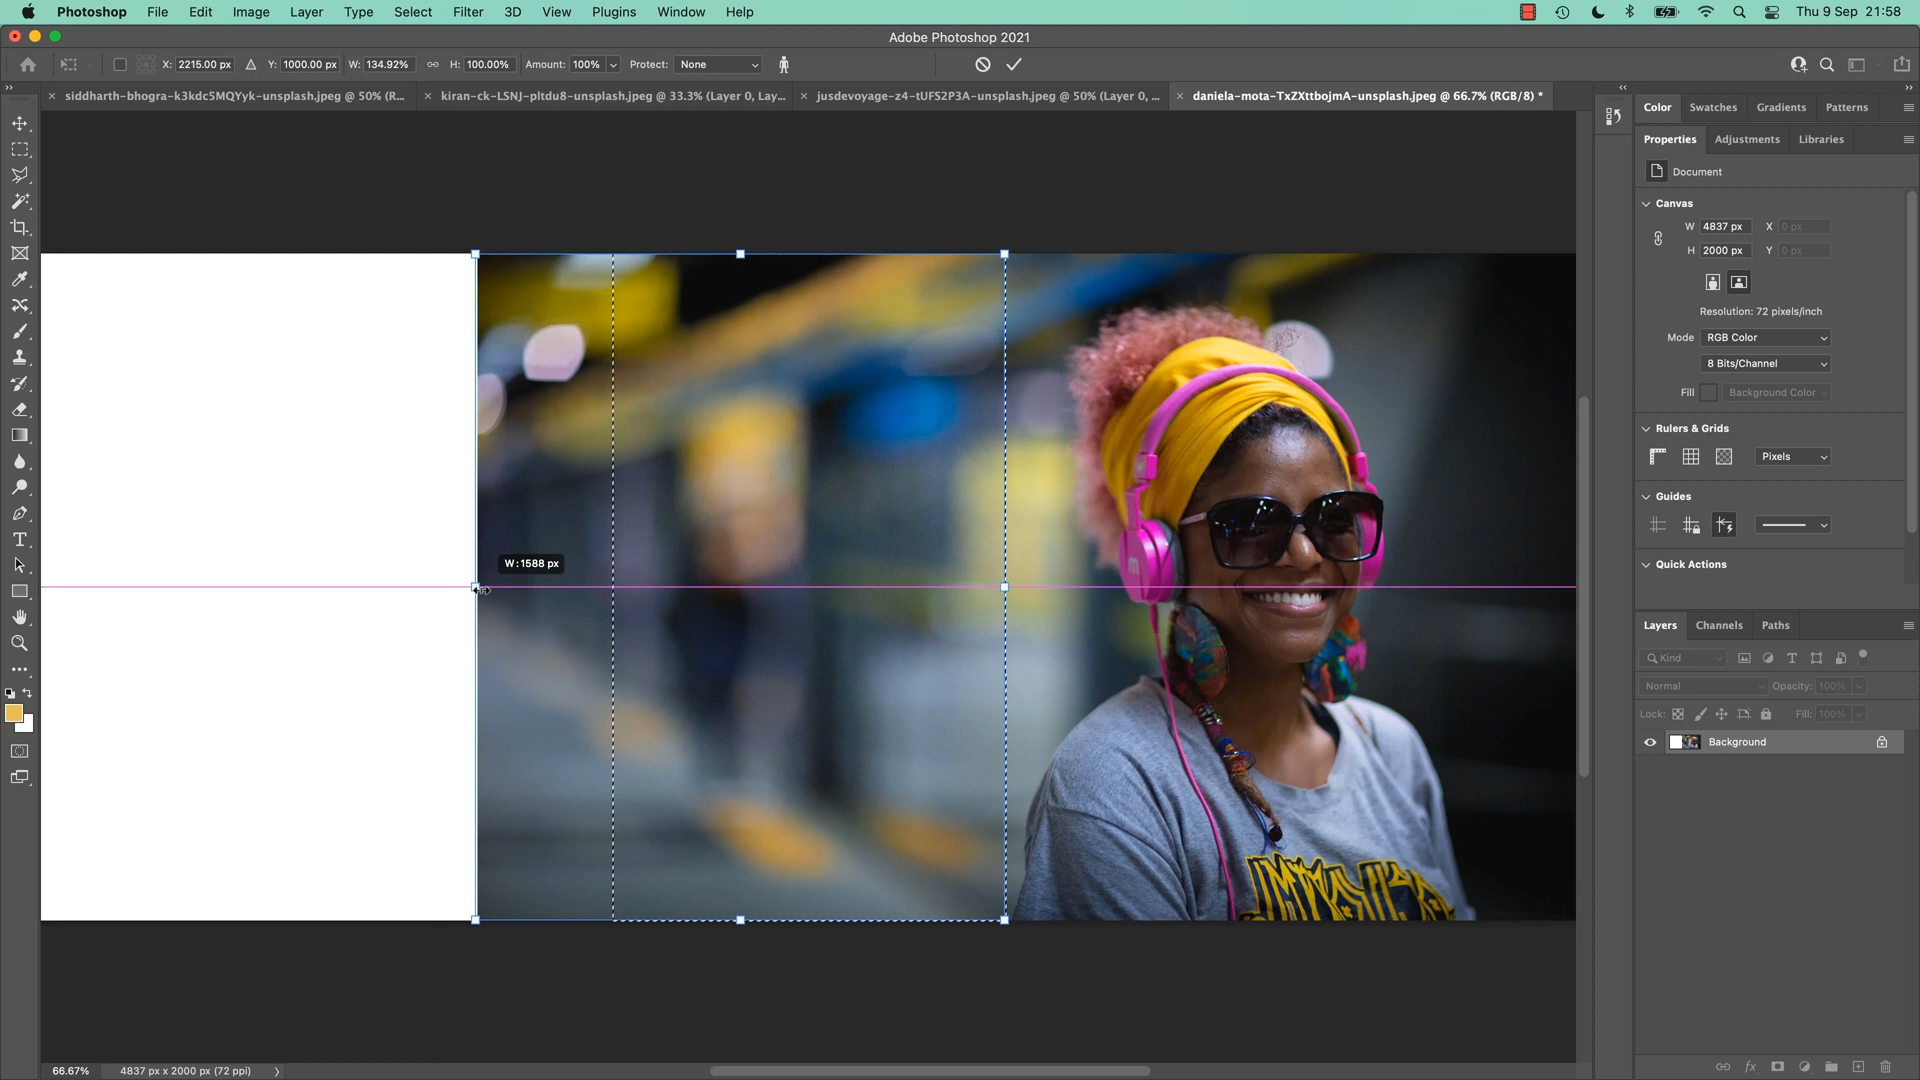 Photoshop File Edit Image Layer Type Select Filter 3D View Plugins Window Help Thu 9 Sep 21:58
Adobe Photoshop 2021
X: 2215.00 px Y: 1000.00 px W: 134.92% H: 100.00% Amount: 100% Protect: None
siddharth-bhogra-k3kdc5MQYyk-unsplash.jpeg @ 50% (R... kiran-ck-LSNJ-pltdu8-unsplash.jpeg @ 33.3% (Layer 0, Lay... jusdevoyage-z4-tUFS2P3A-unsplash.jpeg @ 50% (Layer 0, ... daniela-mota-TxZXttbojmA-unsplash.jpeg @ 66.7% (RGB/8) *
Color Swatches Gradients Patterns
Properties Adjustments Libraries
Document
Canvas
W 4837 px X 0 px
H 2000 px Y 0 px
Resolution: 72 pixels/inch
Mode RGB Color
8 Bits/Channel
Fill Background Color
Rulers & Grids
Pixels
Guides
Quick Actions
W: 1588 px
m
Layers Channels Paths
Kind
Normal Opacity: 100%
Lock: Fill: 100%
Background
66.67% 4837 px x 2000 px (72 ppi)